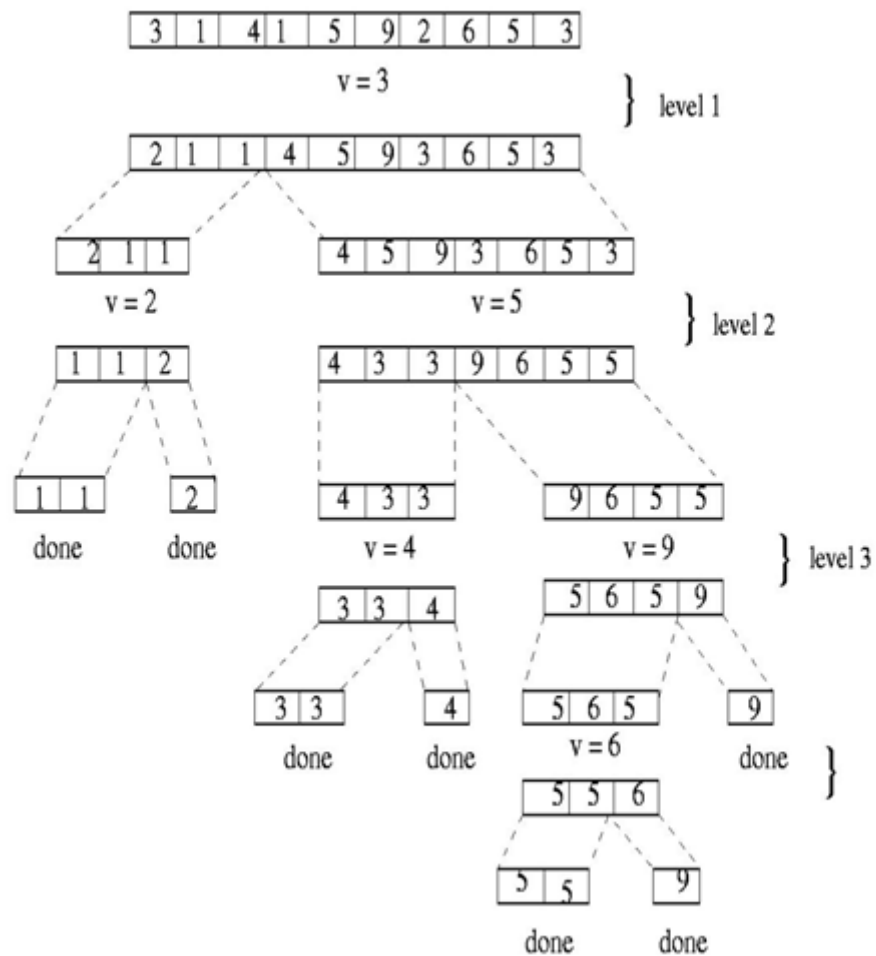 3 1 4 1 5 9 2 6 5 3
v = 3
} level 1
2 1 1 4 5 9 3 6 5 3
2 1 1 4 5 9 3 6 5 3
v = 2 v = 5
} level 2
1 1 2 4 3 3 9 6 5 5
1 1 2 4 3 3 9 6 5 5
done done v = 4 v = 9
} level 3
3 3 4 5 6 5 9
3 3 4 5 6 5 9
done done v = 6 done
}
5 5 6
5 5 9
done done